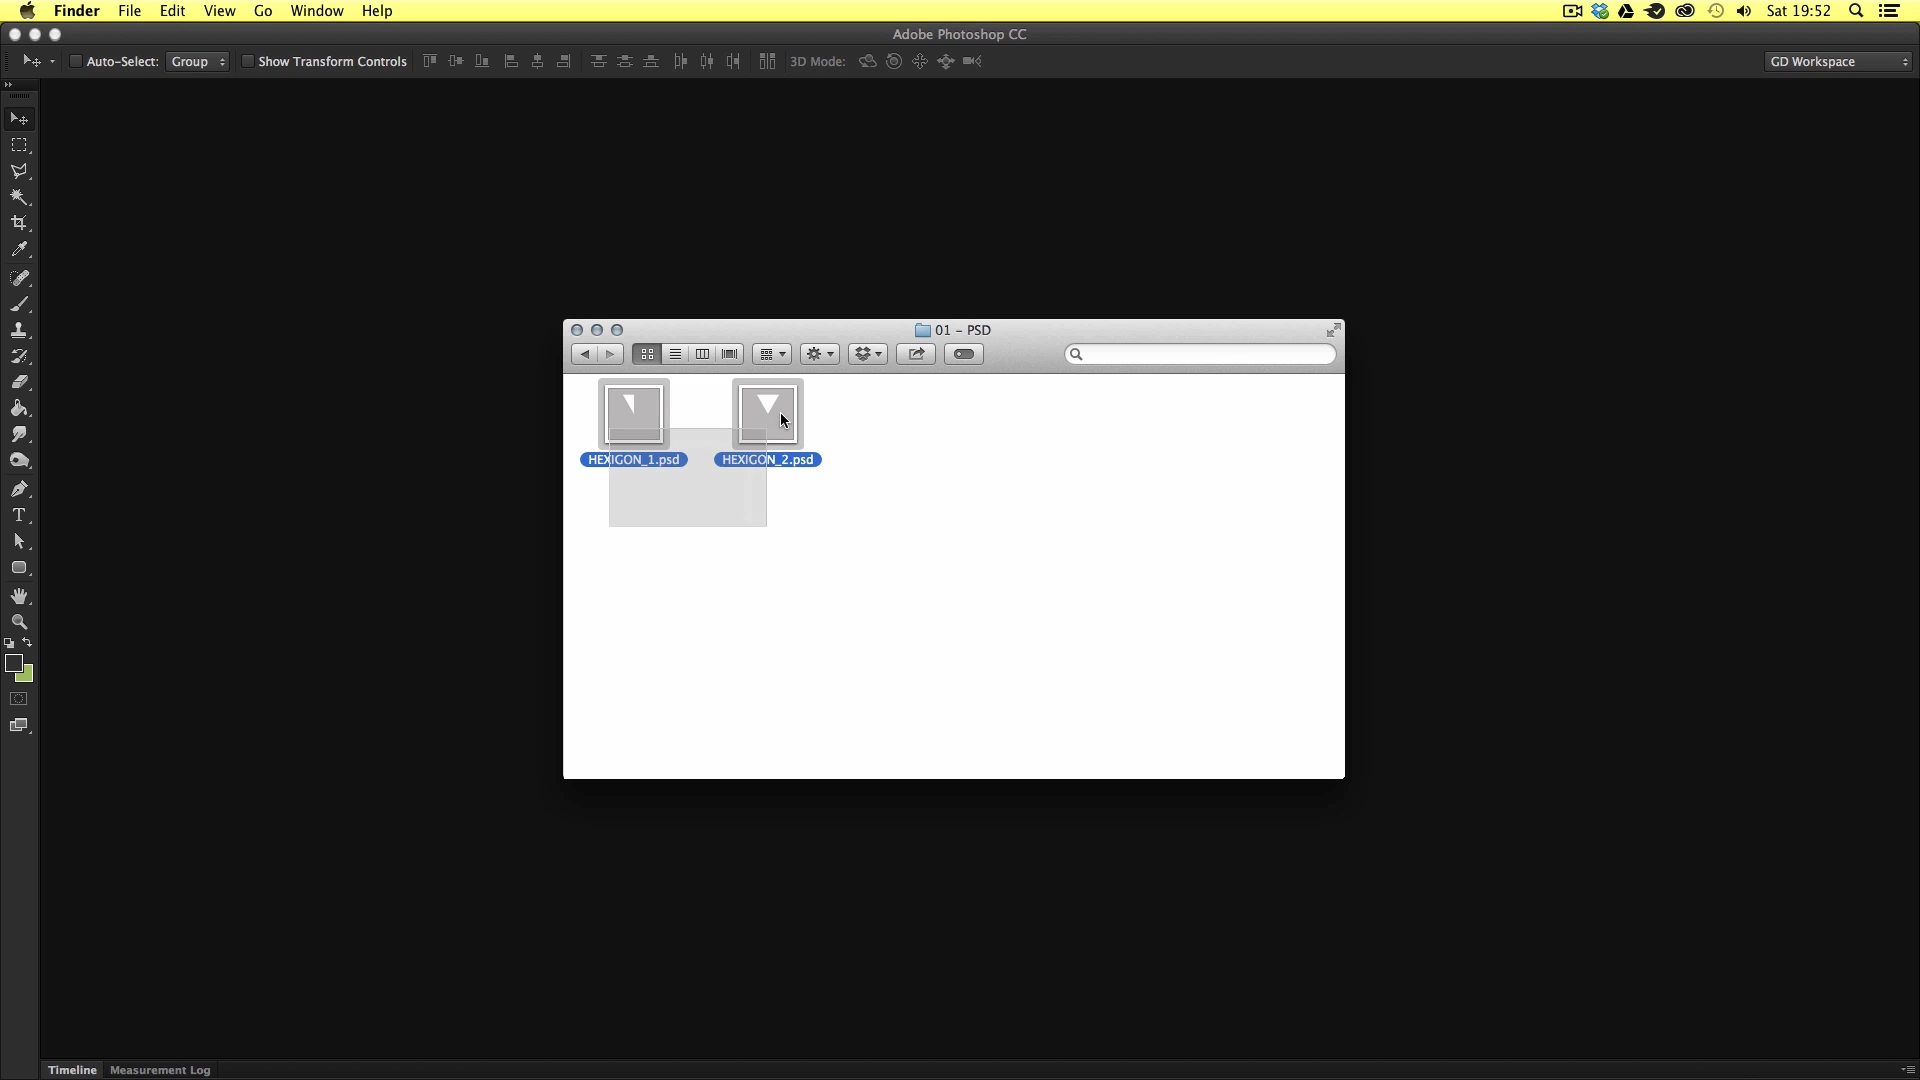 Finder File Edit View Go Window Help Sat 19:52
Adobe Photoshop CC
Auto-Select: Group Show Transform Controls 3D Mode: GD Workspace
01 – PSD
HEXIGON_1.psd HEXIGON_2.psd
T
Timeline Measurement Log